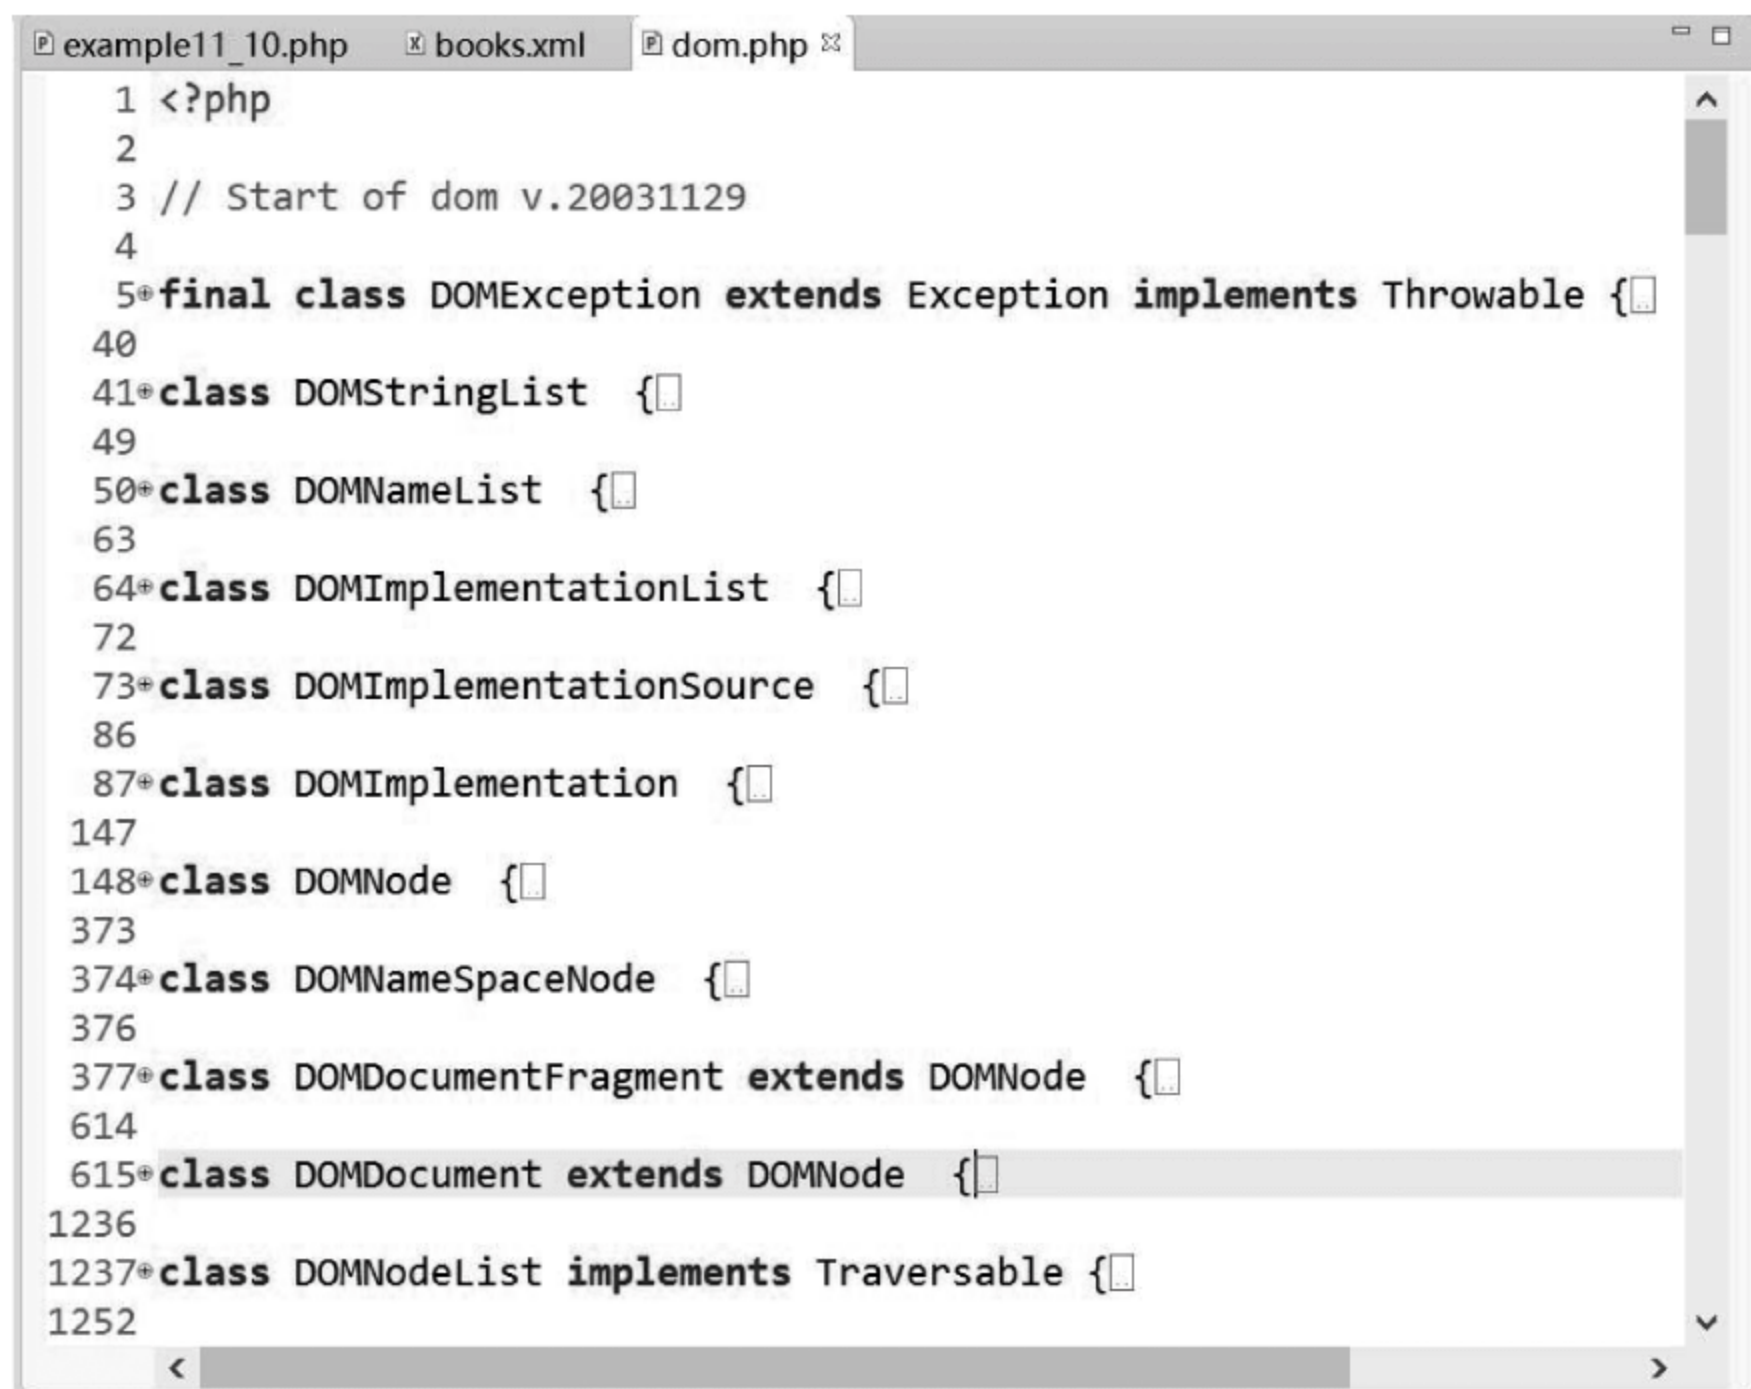 example11_10.php books.xml dom.php
1 <?php
2
3 // Start of dom v.20031129
4
5 final class DOMException extends Exception implements Throwable {
40
41 class DOMStringList {
49
50 class DOMNameList {
63
64 class DOMImplementationList {
72
73 class DOMImplementationSource {
86
87 class DOMImplementation {
147
148 class DOMNode {
373
374 class DOMNameSpaceNode {
376
377 class DOMDocumentFragment extends DOMNode {
614
615 class DOMDocument extends DOMNode {
1236
1237 class DOMNodeList implements Traversable {
1252